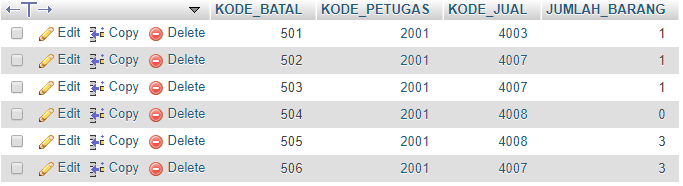 KODE_BATAL KODE_PETUGAS KODE_JUAL JUMLAH_BARANG
Edit Copy Delete 501 2001 4003 1
Edit Copy Delete 502 2001 4007 1
Edit Copy Delete 503 2001 4007 1
Edit Copy Delete 504 2001 4008 0
Edit Copy Delete 505 2001 4008 3
Edit Copy Delete 506 2001 4007 3